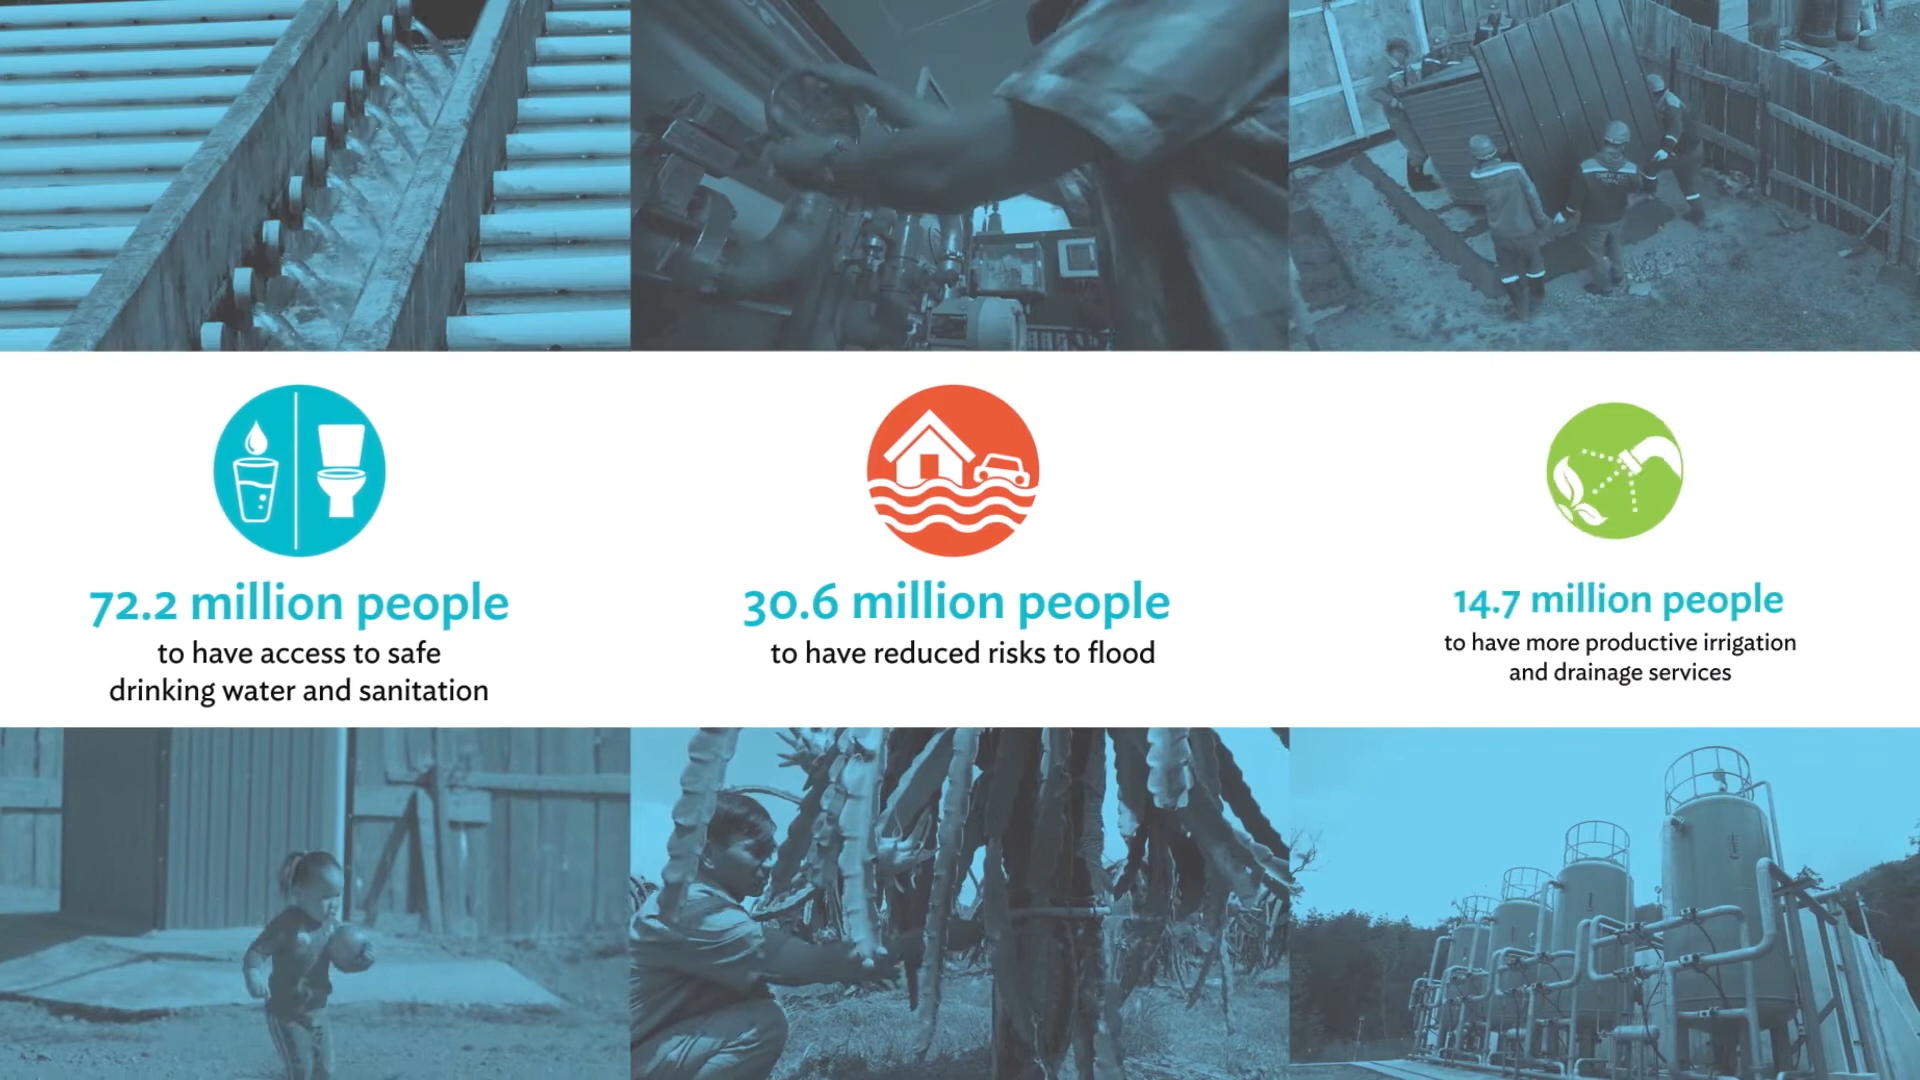 72.2 million people
to have access to safe
drinking water and sanitation
30.6 million people
to have reduced risks to flood
14.7 million people
to have more productive irrigation
and drainage services